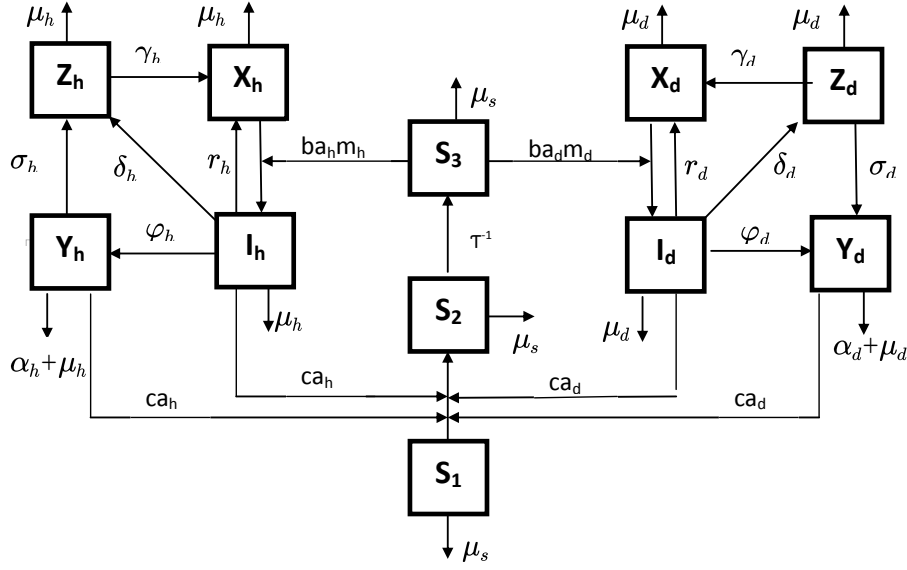 μh μh μd μd
Zh γh Xh Xd γd Zd
μs
σh δh rh bahmh S3 badmd rd δd σd
Yh φh Ih τ-1 Id φd Yd
S2
μh μs μd
αh+μh αd+μd
cah cad
cah cad
S1
μs